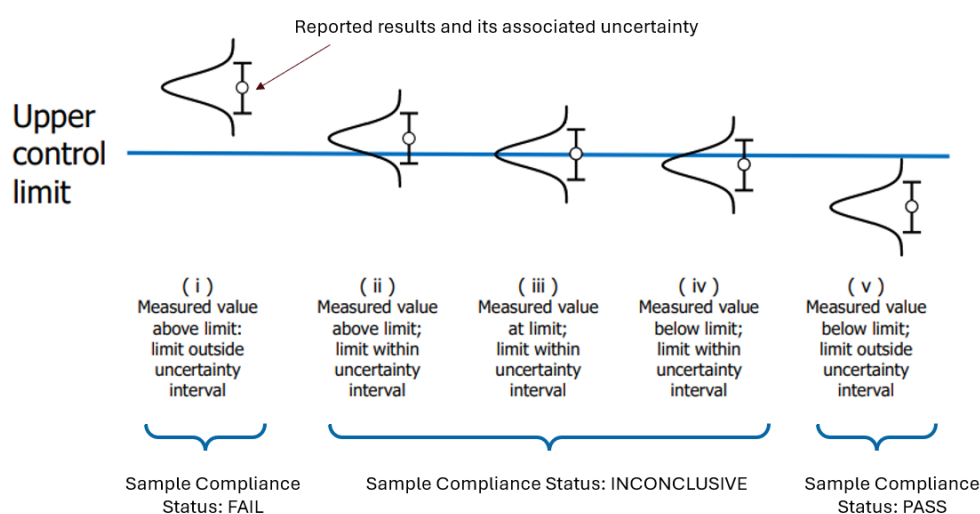 Reported results and its associated uncertainty
Upper
control
limit
( i )
Measured value
above limit:
limit outside
uncertainty
interval
( ii )
Measured value
above limit;
limit within
uncertainty
interval
( iii )
Measured value
at limit;
limit within
uncertainty
interval
( iv )
Measured value
below limit;
limit within
uncertainty
interval
( v )
Measured value
below limit;
limit outside
uncertainty
interval
Sample Compliance
Status: FAIL
Sample Compliance Status: INCONCLUSIVE
Sample Compliance
Status: PASS